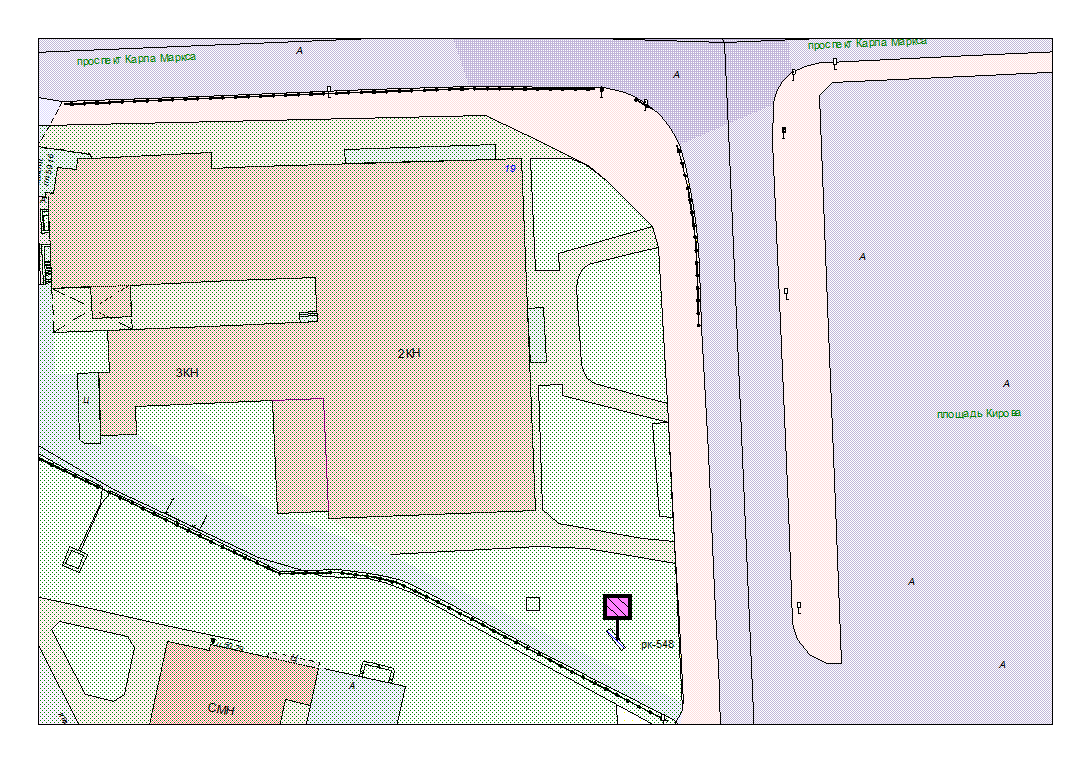 проспект Карла Маркса
А
проспект Карла Маркса
А
19
А
2КН
3КН
А
площадь Кирова
Ц
А
рк-548
А
А
СМН